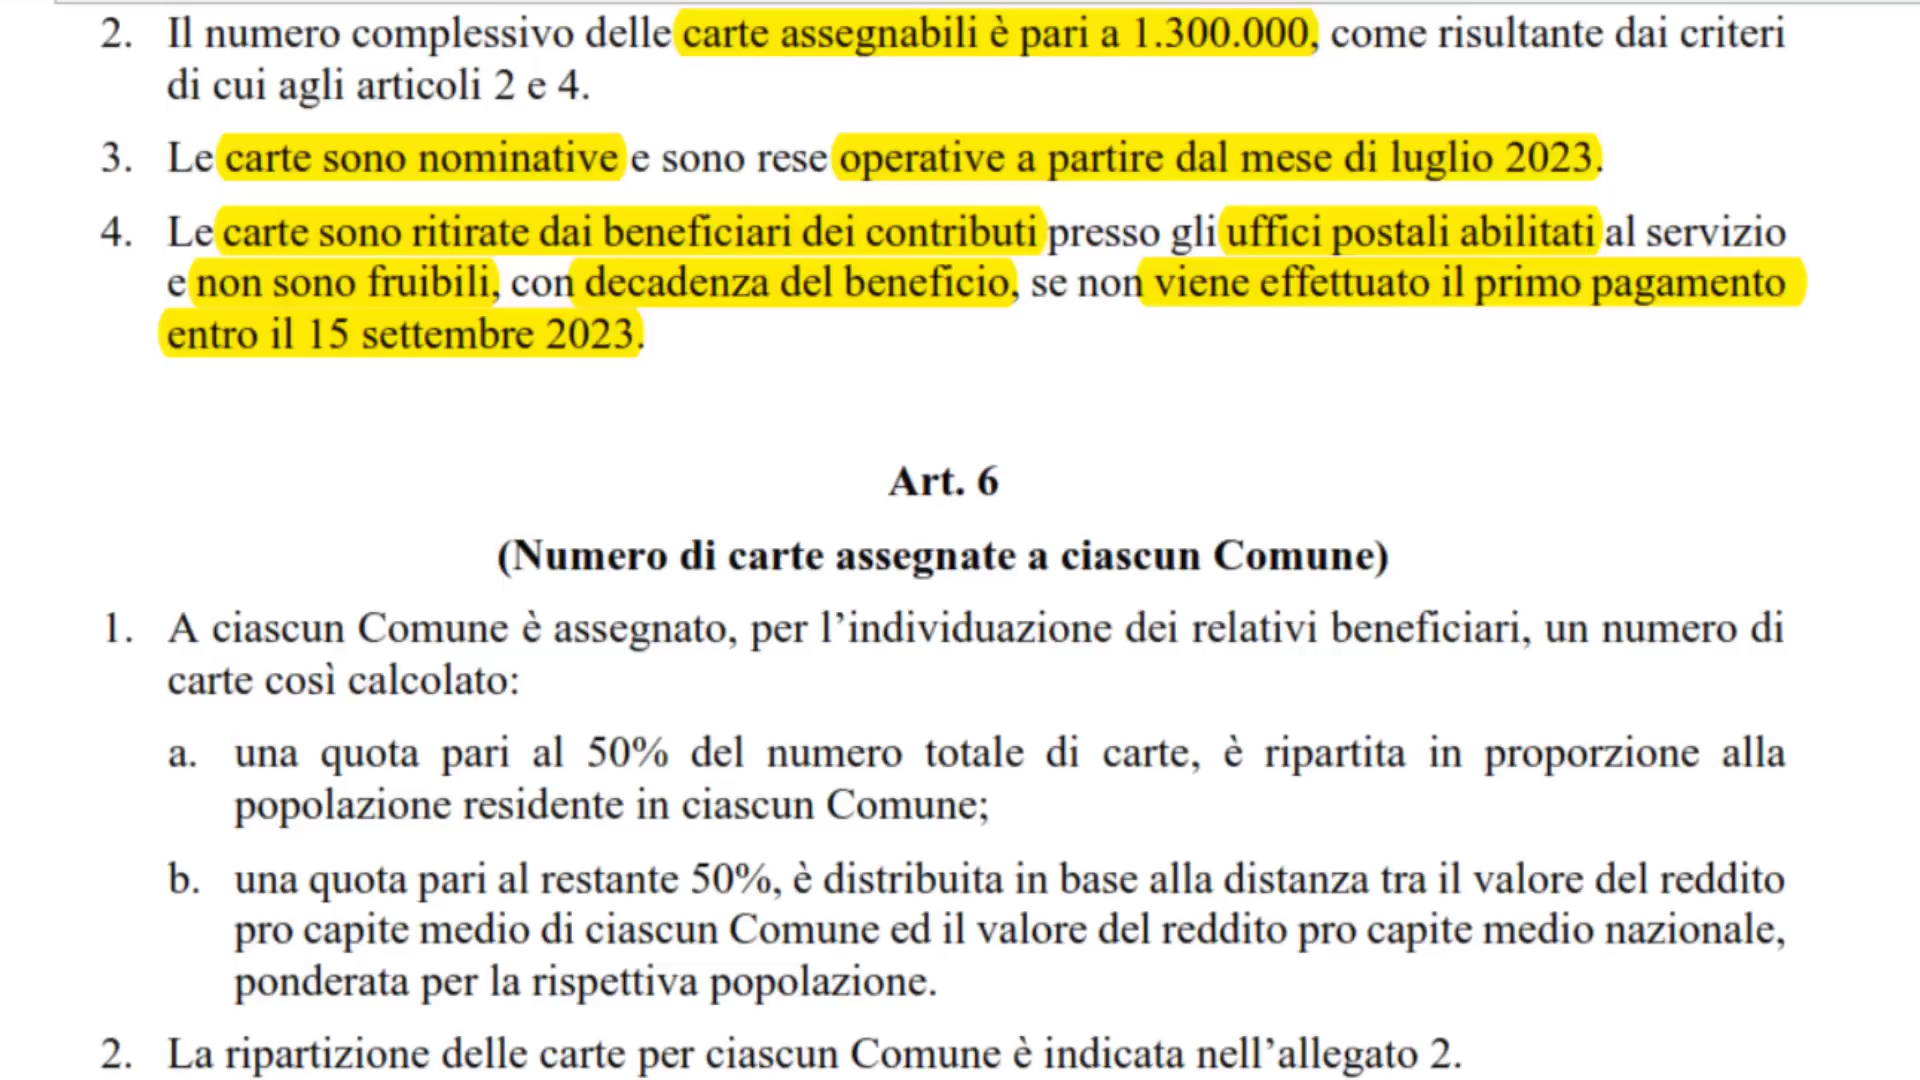 2. Il numero complessivo delle carte assegnabili è pari a 1.300.000, come risultante dai criteri
di cui agli articoli 2 e 4.
3. Le carte sono nominative e sono rese operative a partire dal mese di luglio 2023.
4. Le carte sono ritirate dai beneficiari dei contributi presso gli uffici postali abilitati al servizio
e non sono fruibili, con decadenza del beneficio, se non viene effettuato il primo pagamento
entro il 15 settembre 2023.
Art. 6
(Numero di carte assegnate a ciascun Comune)
1. A ciascun Comune è assegnato, per l’individuazione dei relativi beneficiari, un numero di
carte così calcolato:
a. una quota pari al 50% del numero totale di carte, è ripartita in proporzione alla
popolazione residente in ciascun Comune;
b. una quota pari al restante 50%, è distribuita in base alla distanza tra il valore del reddito
pro capite medio di ciascun Comune ed il valore del reddito pro capite medio nazionale,
ponderata per la rispettiva popolazione.
2. La ripartizione delle carte per ciascun Comune è indicata nell’allegato 2.